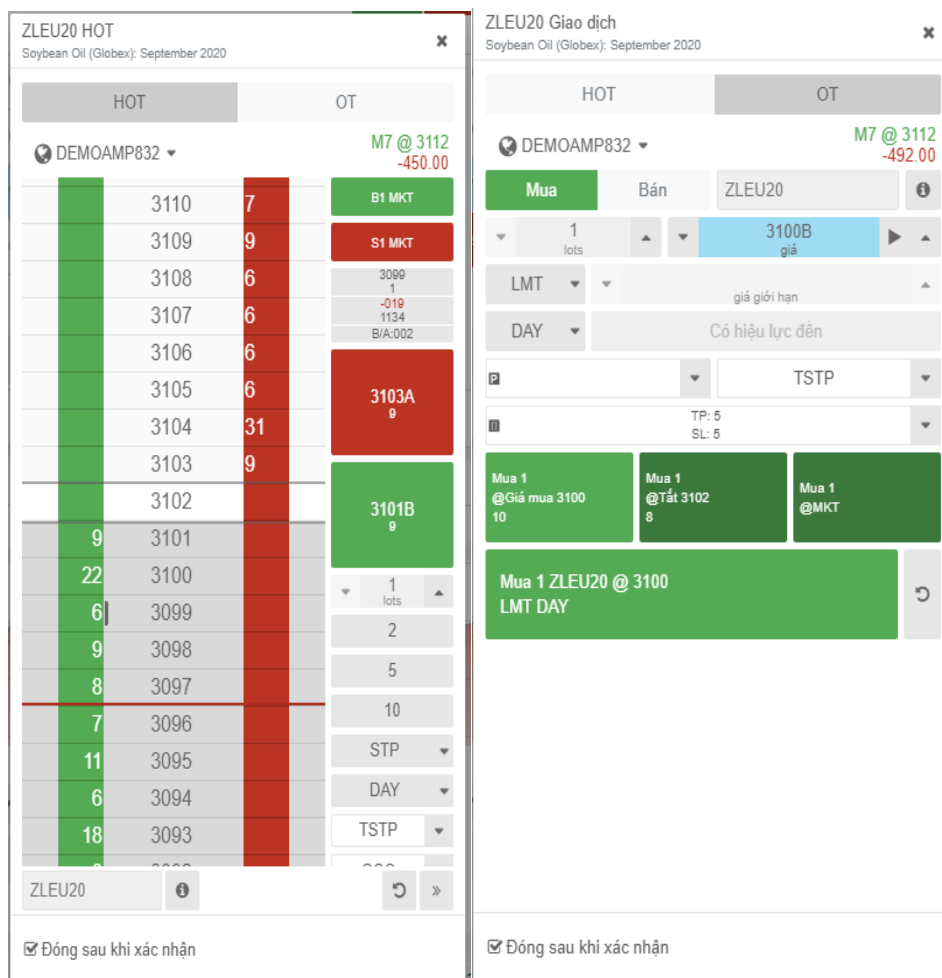 ZLEU20 HOT
Soybean Oil (Globex): September 2020
HOT OT
DEMOAMP832
M7 @ 3112
-450.00
3110 7
3109 9
3108 6
3107 6
3106 6
3105 6
3104 31
3103 9
3102
9 3101
22 3100
6 3099
9 3098
8 3097
7 3096
11 3095
6 3094
18 3093
B1 MKT
S1 MKT
3099
1
-019
1134
B/A:002
3103A
9
3101B
9
1
lots
2
5
10
STP
DAY
TSTP
ZLEU20
Đóng sau khi xác nhận
ZLEU20 Giao dịch
Soybean Oil (Globex): September 2020
HOT OT
DEMOAMP832
M7 @ 3112
-492.00
Mua Bán ZLEU20
1
lots
3100B
giá
LMT
giá giới hạn
DAY Có hiệu lực đến
P TSTP
TP: 5
SL: 5
Mua 1
@Giá mua 3100
10
Mua 1
@Tắt 3102
8
Mua 1
@MKT
Mua 1 ZLEU20 @ 3100
LMT DAY
Đóng sau khi xác nhận